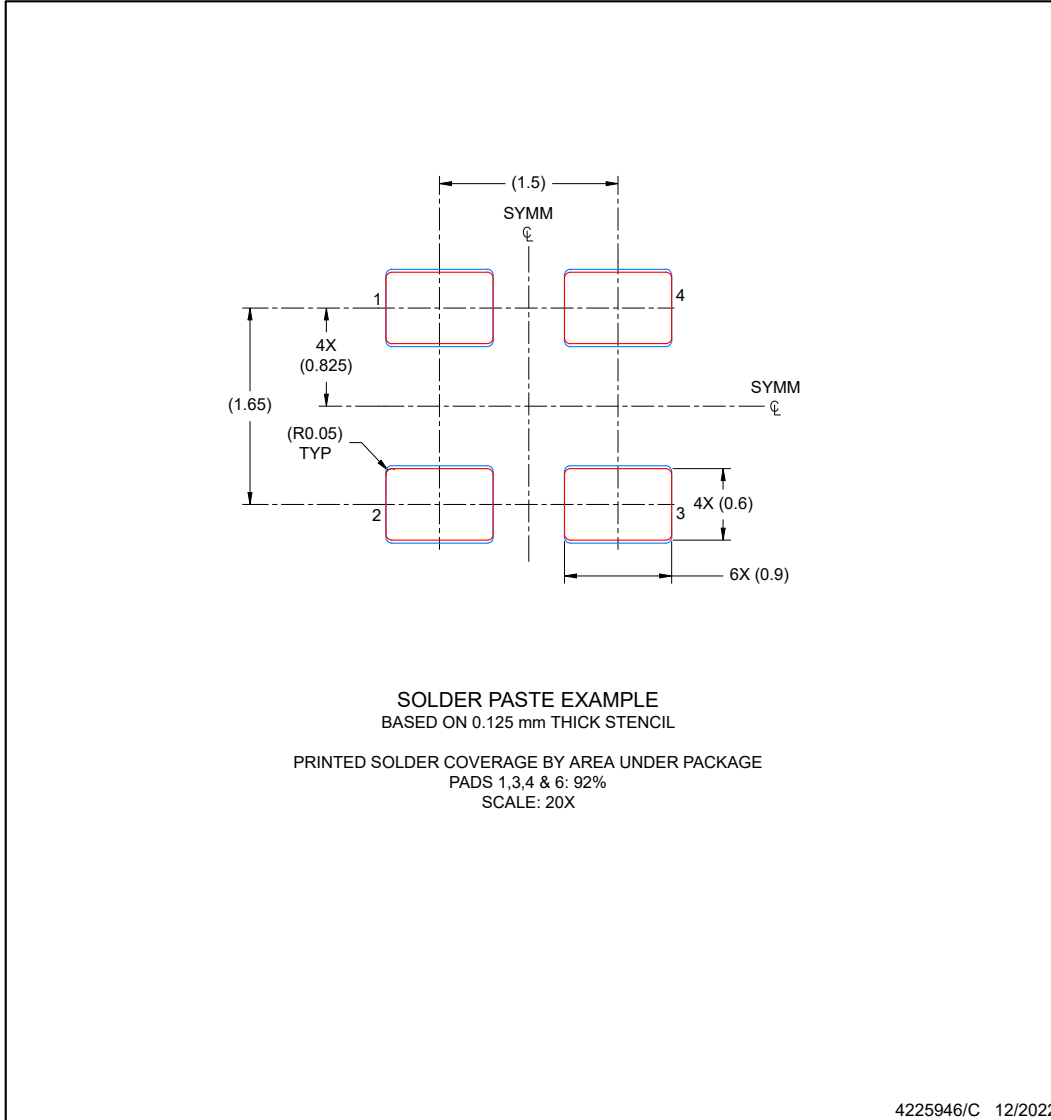 (1.5)
SYMM
℄
1
4
4X
(0.825)
SYMM
℄
(1.65)
(R0.05)
TYP
2
3
4X (0.6)
6X (0.9)
SOLDER PASTE EXAMPLE
BASED ON 0.125 mm THICK STENCIL
PRINTED SOLDER COVERAGE BY AREA UNDER PACKAGE
PADS 1,3,4 & 6: 92%
SCALE: 20X
4225946/C 12/2022